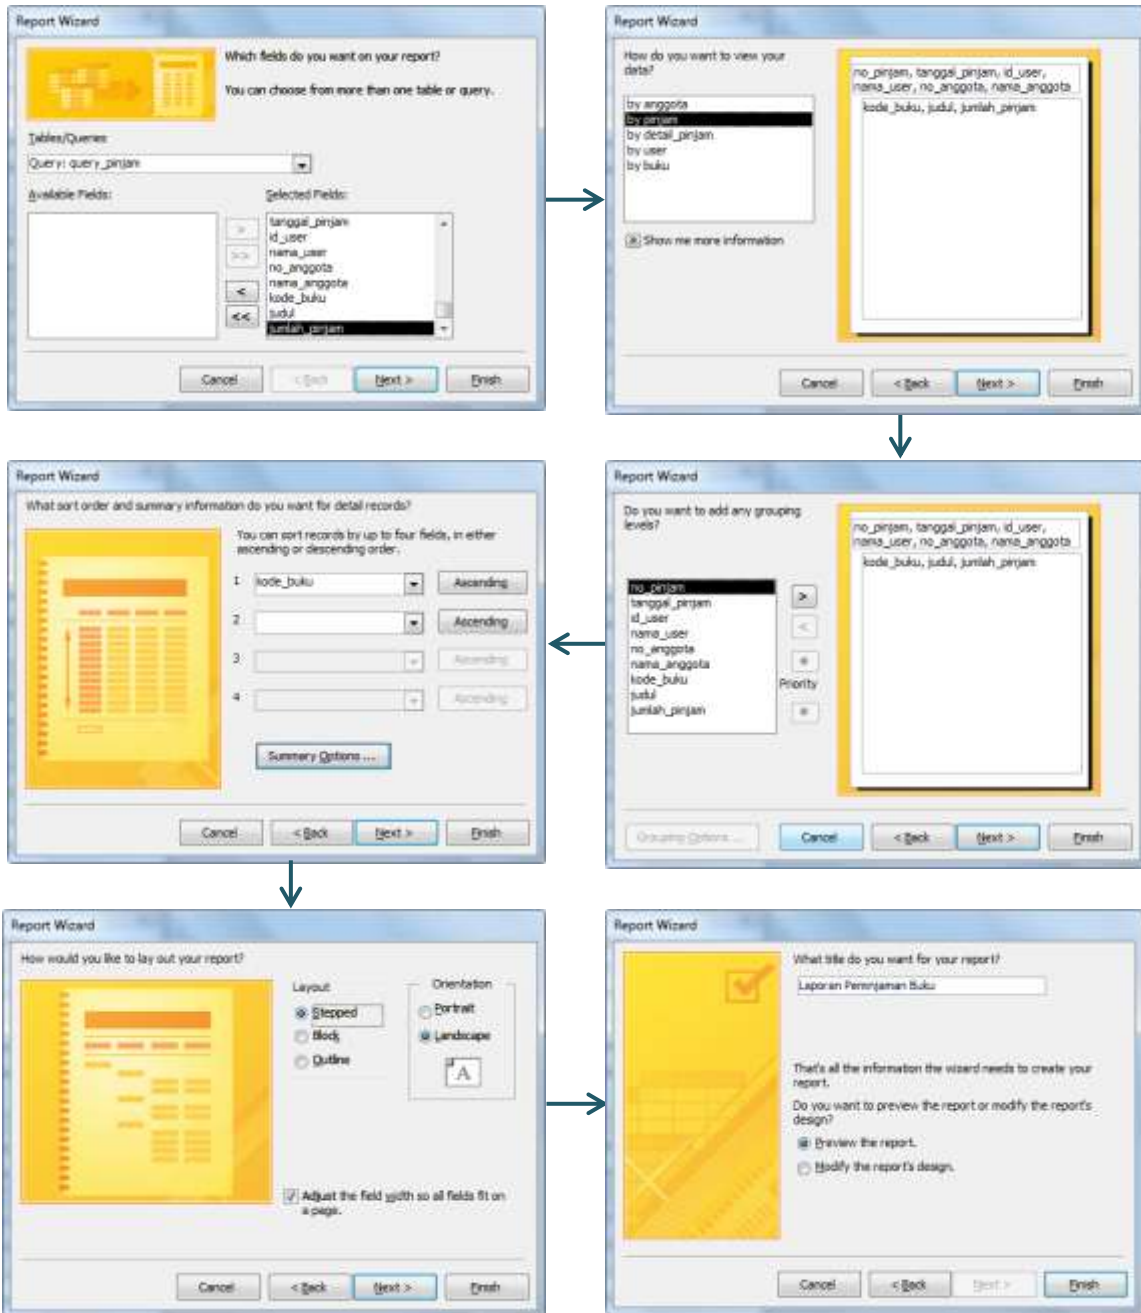 Report Wizard
Which fields do you want on your report?
You can choose from more than one table or query.
Tables/Queries
Query: query_pinjam
Available Fields:
Selected Fields:
tanggal_pinjam
id_user
nama_user
no_anggota
nama_anggota
kode_buku
judul
jumlah_pinjam
>
>>
<
<<
Cancel
< Back
Next >
Finish
Report Wizard
How do you want to view your
data?
by anggota
by pinjam
by detail_pinjam
by user
by buku
Show me more information
no_pinjam, tanggal_pinjam, id_user,
nama_user, no_anggota, nama_anggota
kode_buku, judul, jumlah_pinjam
Cancel
< Back
Next >
Finish
Report Wizard
Do you want to add any grouping
levels?
no_pinjam
tanggal_pinjam
id_user
nama_user
no_anggota
nama_anggota
kode_buku
judul
jumlah_pinjam
>
<
Priority
no_pinjam, tanggal_pinjam, id_user,
nama_user, no_anggota, nama_anggota
kode_buku, judul, jumlah_pinjam
Grouping Options ...
Cancel
< Back
Next >
Finish
Report Wizard
What sort order and summary information do you want for detail records?
You can sort records by up to four fields, in either
ascending or descending order.
1 kode_buku Ascending
2 Ascending
3 Ascending
4 Ascending
Summary Options ...
Cancel
< Back
Next >
Finish
Report Wizard
How would you like to lay out your report?
Layout
Stepped
Block
Outline
Orientation
Portrait
Landscape
A
Adjust the field width so all fields fit on
a page.
Cancel
< Back
Next >
Finish
Report Wizard
What title do you want for your report?
Laporan Peminjaman Buku
That's all the information the wizard needs to create your
report.
Do you want to preview the report or modify the report's
design?
Preview the report.
Modify the report's design.
Cancel
< Back
Next >
Finish